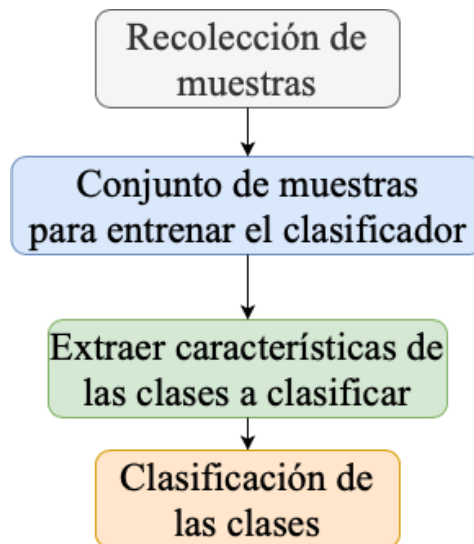 Recolección de
muestras
Conjunto de muestras
para entrenar el clasificador
Extraer características de
las clases a clasificar
Clasificación de
las clases